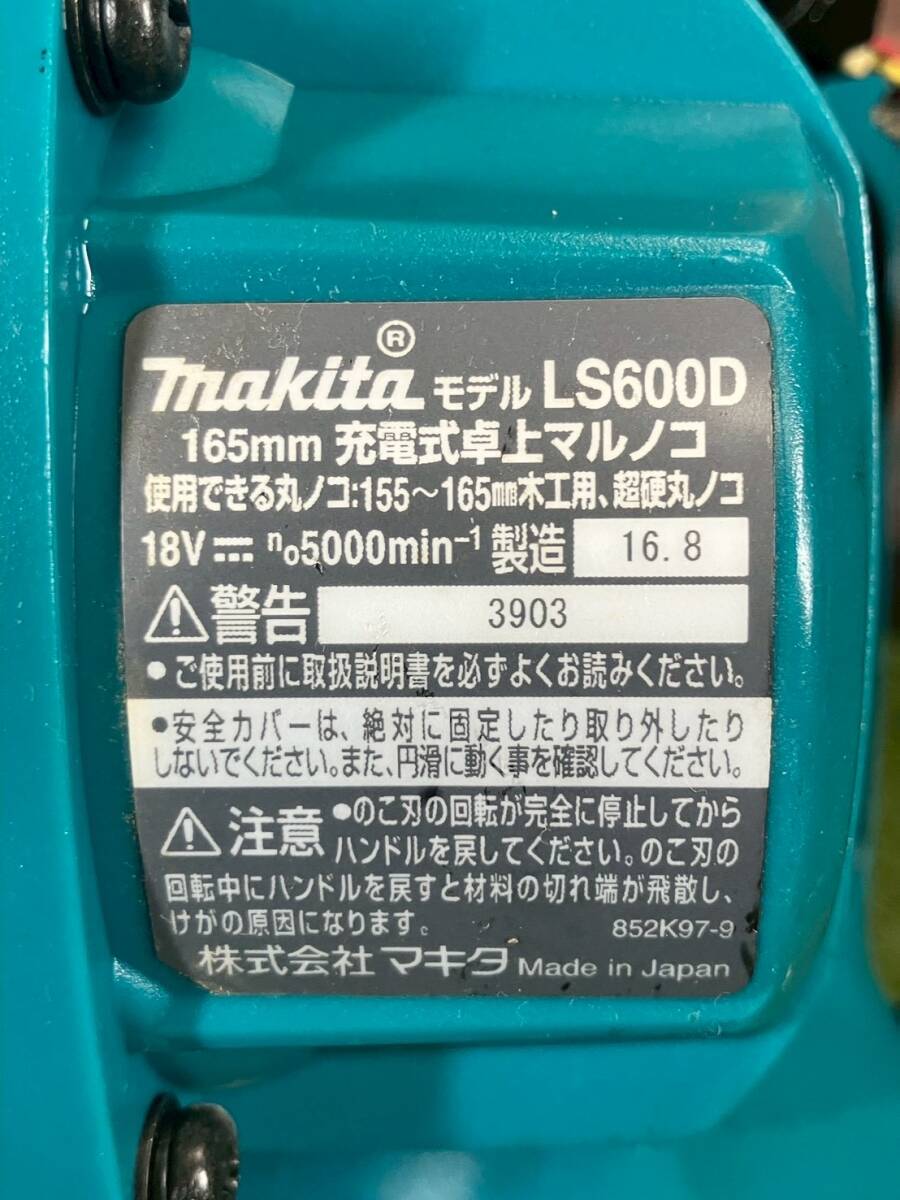 makita® モデル LS600D
165mm 充電式卓上マルノコ
使用できる丸ノコ:155～165mm木工用、超硬丸ノコ
18V n₀5000min⁻¹ 製造 16.8
警告 3903
●ご使用前に取扱説明書を必ずよくお読みください。
●安全カバーは、絶対に固定したり取り外したり
しないでください。また、円滑に動く事を確認してください。
注意 ●のこ刃の回転が完全に停止してから
ハンドルを戻してください。のこ刃の
回転中にハンドルを戻すと材料の切れ端が飛散し、
けがの原因になります。 852K97-9
株式会社 マキタ Made in Japan